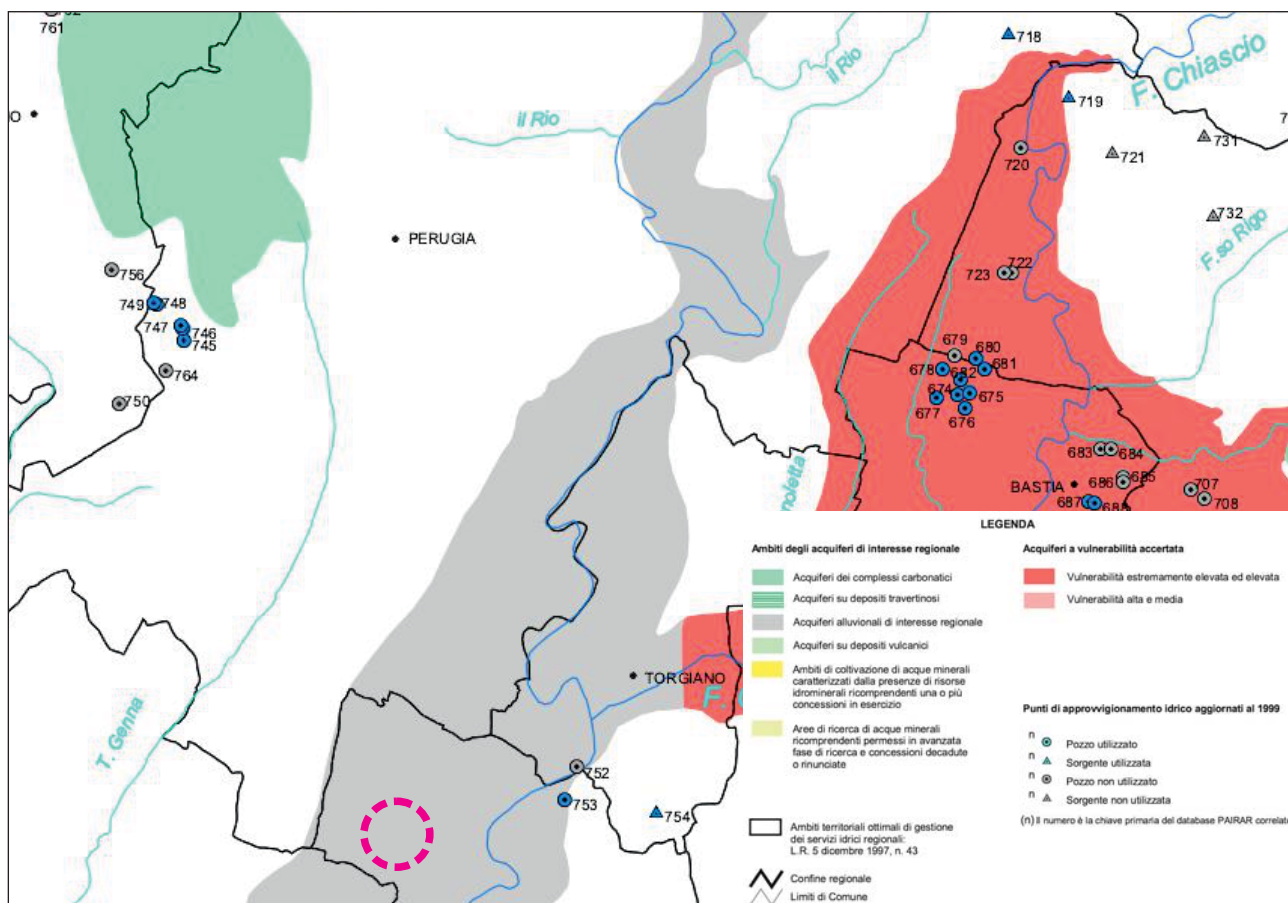 761
718
F. Chiascio
719
il Rio
il Rio
731
721
720
732
F.so Rigo
PERUGIA
756
723
722
749
748
747
746
745
764
750
679
680
678
681
682
674
675
677
676
683
684
BASTIA
686
685
707
687
688
708
TORGIANO
T. Genna
752
753
754
LEGENDA
Ambiti degli acquiferi di interesse regionale
Acquiferi dei complessi carbonatici
Acquiferi su depositi travertinosi
Acquiferi alluvionali di interesse regionale
Acquiferi su depositi vulcanici
Ambiti di coltivazione di acque minerali
caratterizzati dalla presenza di risorse
idrominerali ricomprendenti una o più
concessioni in esercizio
Aree di ricerca di acque minerali
ricomprendenti permessi in avanzata
fase di ricerca e concessioni decadute
o rinunciate
Ambiti territoriali ottimali di gestione
dei servizi idrici regionali:
L.R. 5 dicembre 1997, n. 43
Confine regionale
Limiti di Comune
Acquiferi a vulnerabilità accertata
Vulnerabilità estremamente elevata ed elevata
Vulnerabilità alta e media
Punti di approvvigionamento idrico aggiornati al 1999
n Pozzo utilizzato
n Sorgente utilizzata
n Pozzo non utilizzato
n Sorgente non utilizzata
(n) Il numero è la chiave primaria del database PAIRAR correlato